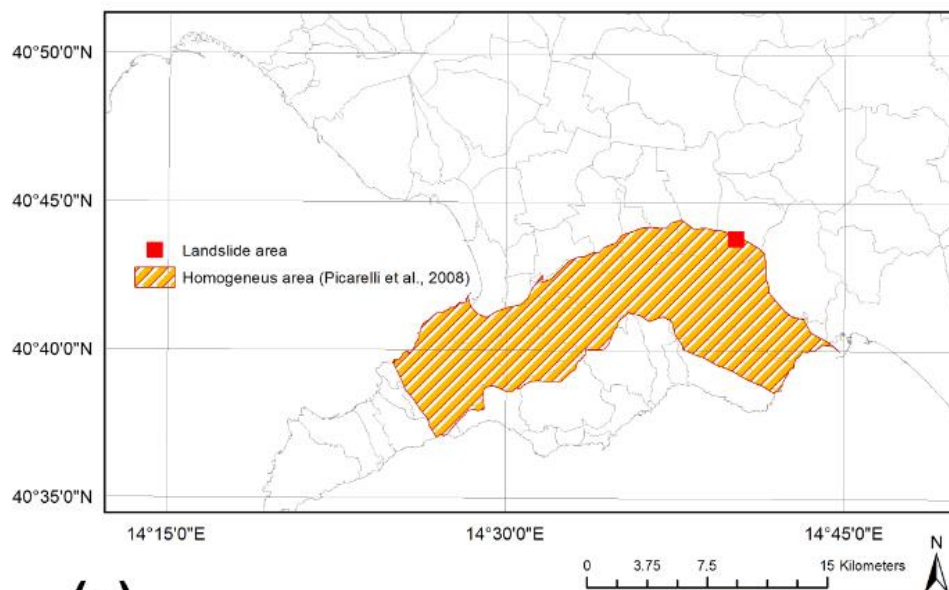 40°50'0"N
40°45'0"N
Landslide area
Homogeneus area (Picarelli et al., 2008)
40°40'0"N
40°35'0"N
14°15'0"E 14°30'0"E 14°45'0"E
N
0 3.75 7.5 15 Kilometers